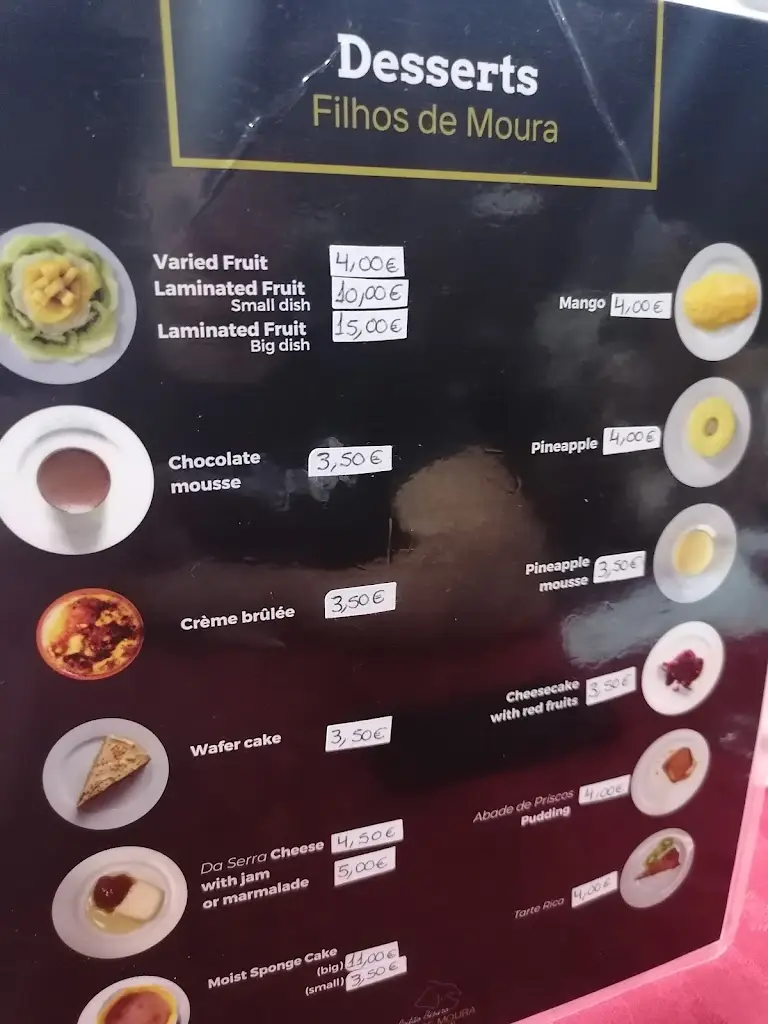 Desserts
Filhos de Moura
Varied Fruit 4,00€
Laminated Fruit 10,00€
Small dish
Laminated Fruit 15,00€
Big dish
Chocolate 3,50€
mousse
Crème brûlée 3,50€
Wafer cake 3,50€
Da Serra Cheese 4,50€
with jam 5,00€
or marmalade
Moist Sponge Cake
(big) 11,00€
(small) 3,50€
Mango 4,00€
Pineapple 4,00€
Pineapple 3,50€
mousse
Cheesecake 3,50€
with red fruits
Abade de Priscos 4,00€
Pudding
Tarte Rica 4,00€
MOURA